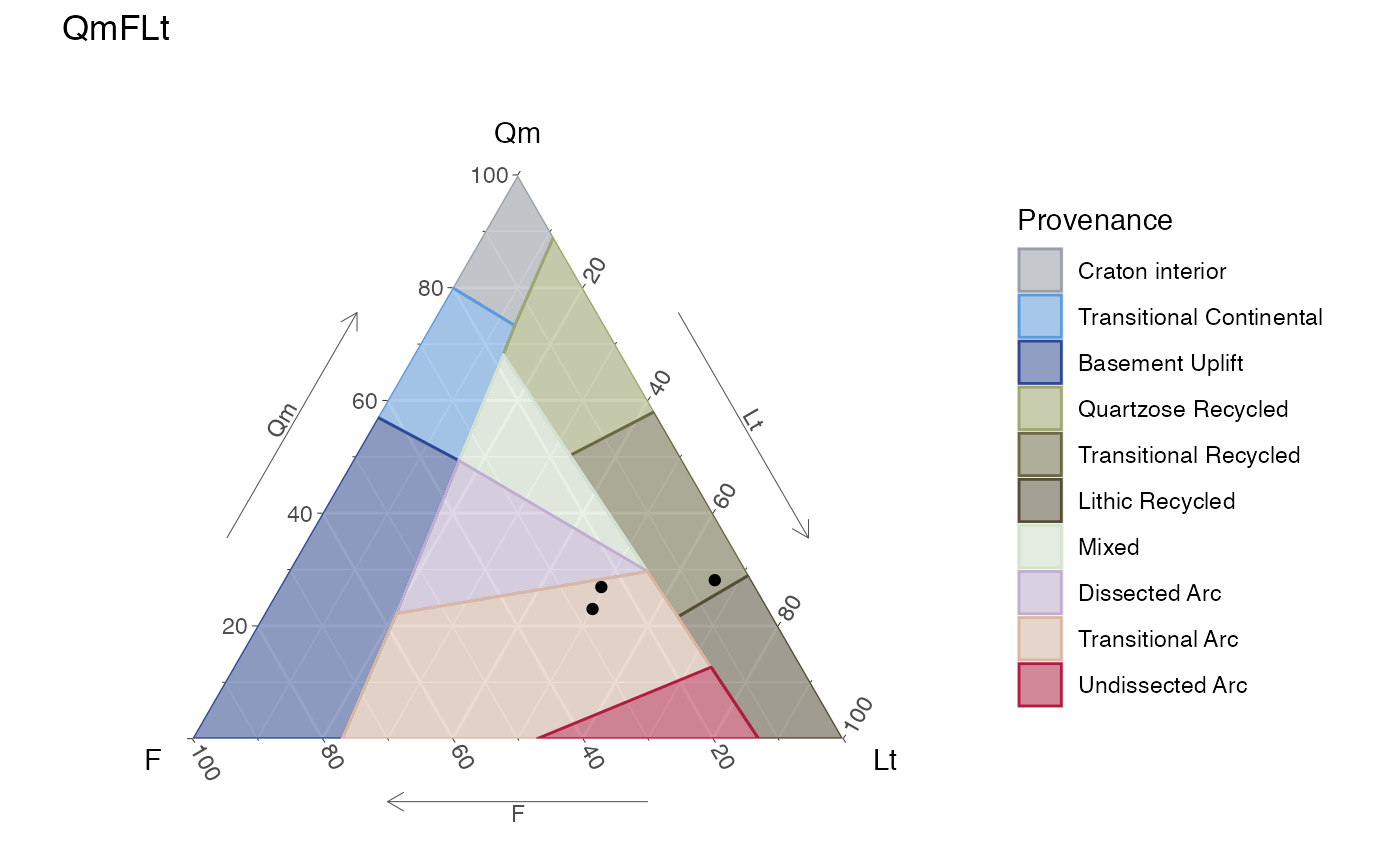 QmFLt
Qm
100
80
60
40
20
20
40
60
80
100
100
80
60
40
20
Qm
Lt
F
F
Lt
Provenance
Craton interior
Transitional Continental
Basement Uplift
Quartzose Recycled
Transitional Recycled
Lithic Recycled
Mixed
Dissected Arc
Transitional Arc
Undissected Arc